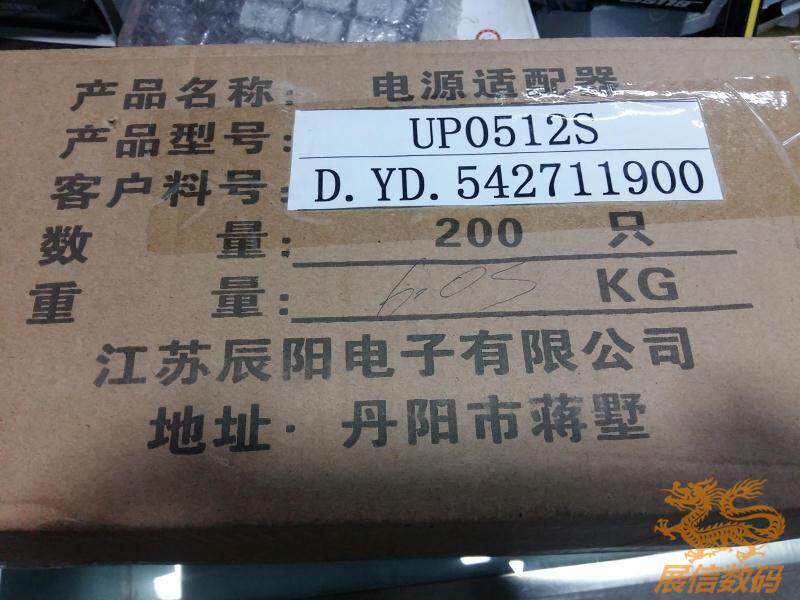 产品名称: 电源适配器
产品型号: UP0512S
客户料号: D.YD.542711900
数 量: 200 只
重 量: 6.05 KG
江苏辰阳电子有限公司
地址· 丹阳市蒋墅
展信数码